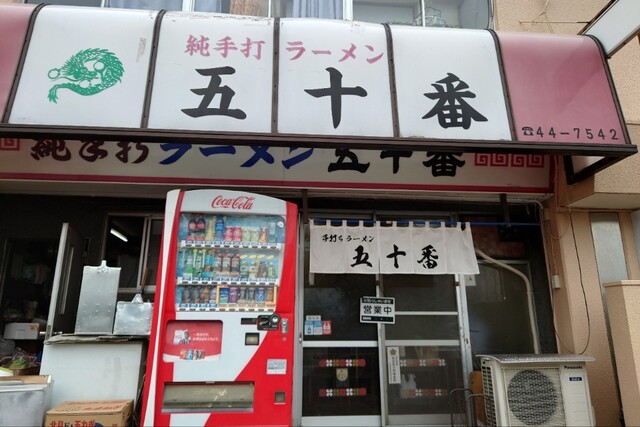 純手打 ラーメン
五十番
☎44-7542
純手打 ラーメン 五十番
Coca-Cola
手打ちラーメン
五十番
営業中
Panasonic